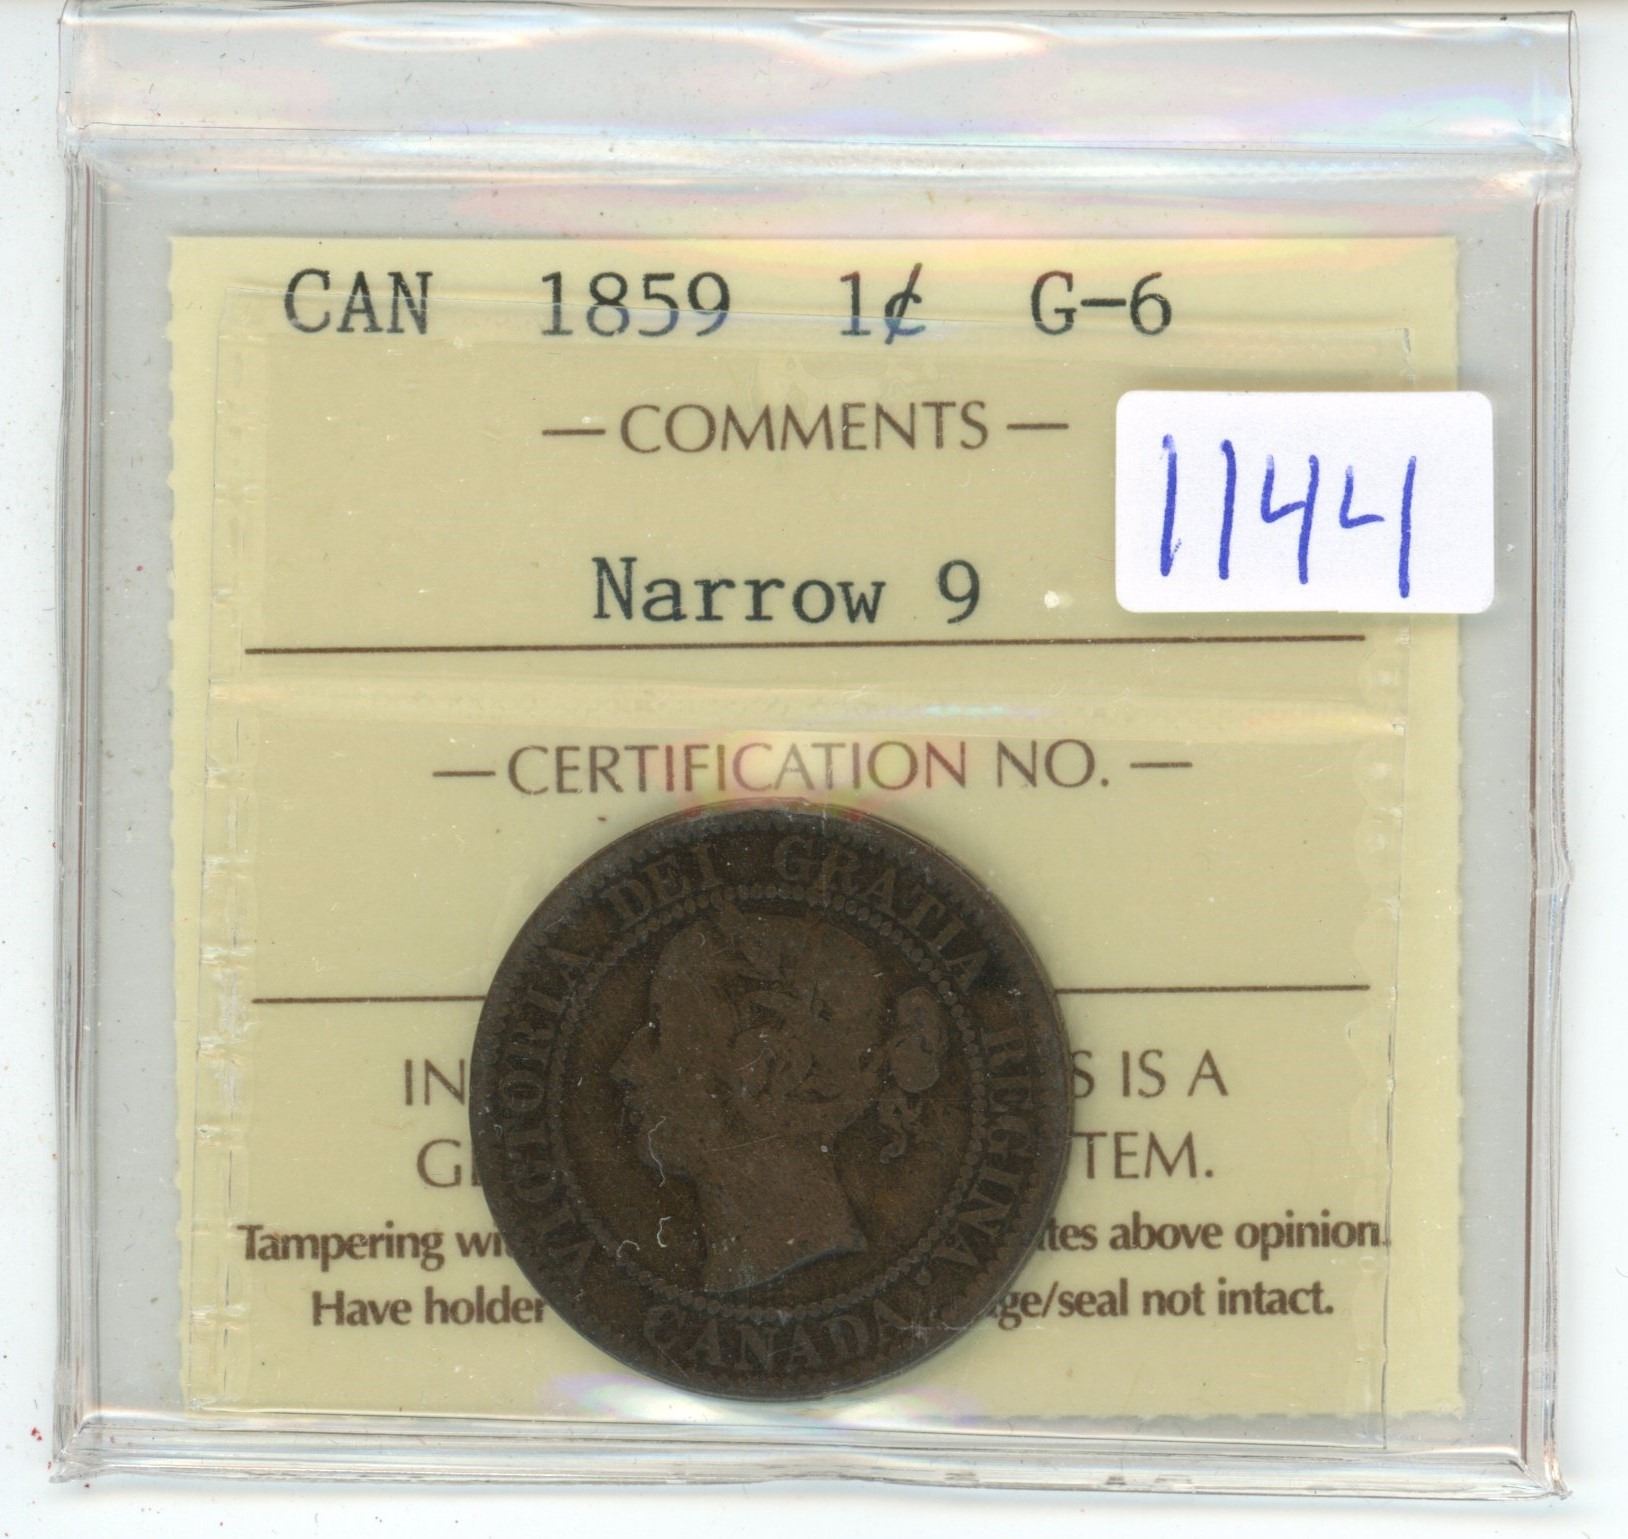 CAN 1859 1¢ G-6
— COMMENTS —
1144
Narrow 9
— CERTIFICATION NO. —
VICTORIA DEI GRATIA REGINA.
CANADA
IN S IS A
GE TEM.
Tampering wi tes above opinion.
Have holder ge/seal not intact.